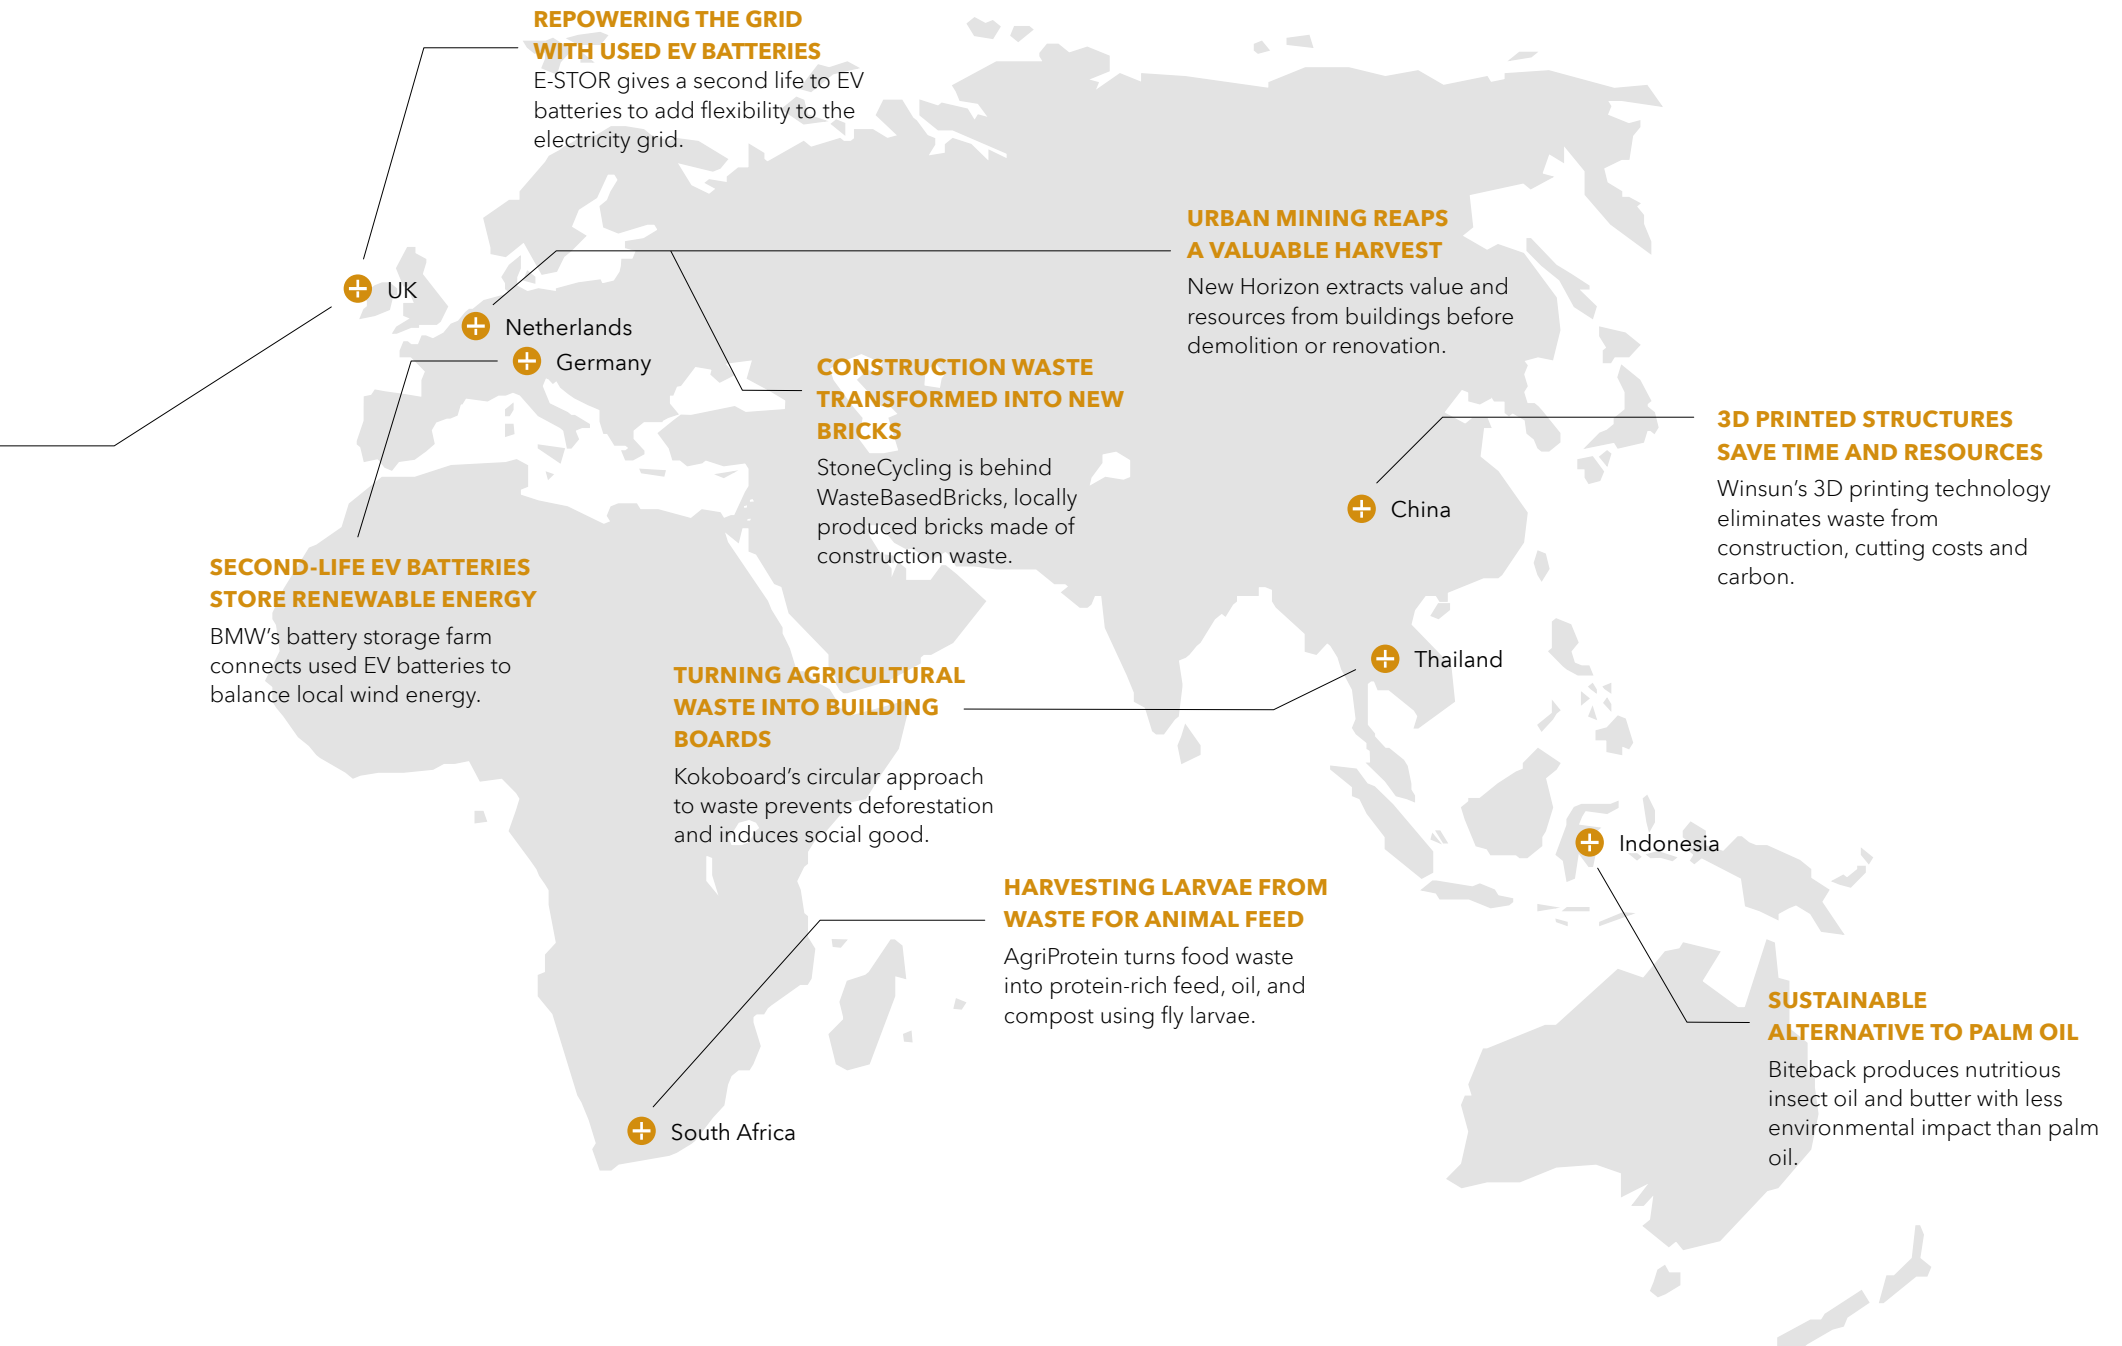 REPOWERING THE GRID
WITH USED EV BATTERIES
E-STOR gives a second life to EV
batteries to add flexibility to the
electricity grid.
URBAN MINING REAPS
A VALUABLE HARVEST
New Horizon extracts value and
resources from buildings before
demolition or renovation.
UK
Netherlands
Germany
CONSTRUCTION WASTE
TRANSFORMED INTO NEW
BRICKS
StoneCycling is behind
WasteBasedBricks, locally
produced bricks made of
construction waste.
3D PRINTED STRUCTURES
SAVE TIME AND RESOURCES
Winsun's 3D printing technology
eliminates waste from
construction, cutting costs and
carbon.
China
SECOND-LIFE EV BATTERIES
STORE RENEWABLE ENERGY
BMW's battery storage farm
connects used EV batteries to
balance local wind energy.
Thailand
TURNING AGRICULTURAL
WASTE INTO BUILDING
BOARDS
Kokoboard's circular approach
to waste prevents deforestation
and induces social good.
Indonesia
HARVESTING LARVAE FROM
WASTE FOR ANIMAL FEED
AgriProtein turns food waste
into protein-rich feed, oil, and
compost using fly larvae.
SUSTAINABLE
ALTERNATIVE TO PALM OIL
Biteback produces nutritious
insect oil and butter with less
environmental impact than palm
oil.
South Africa